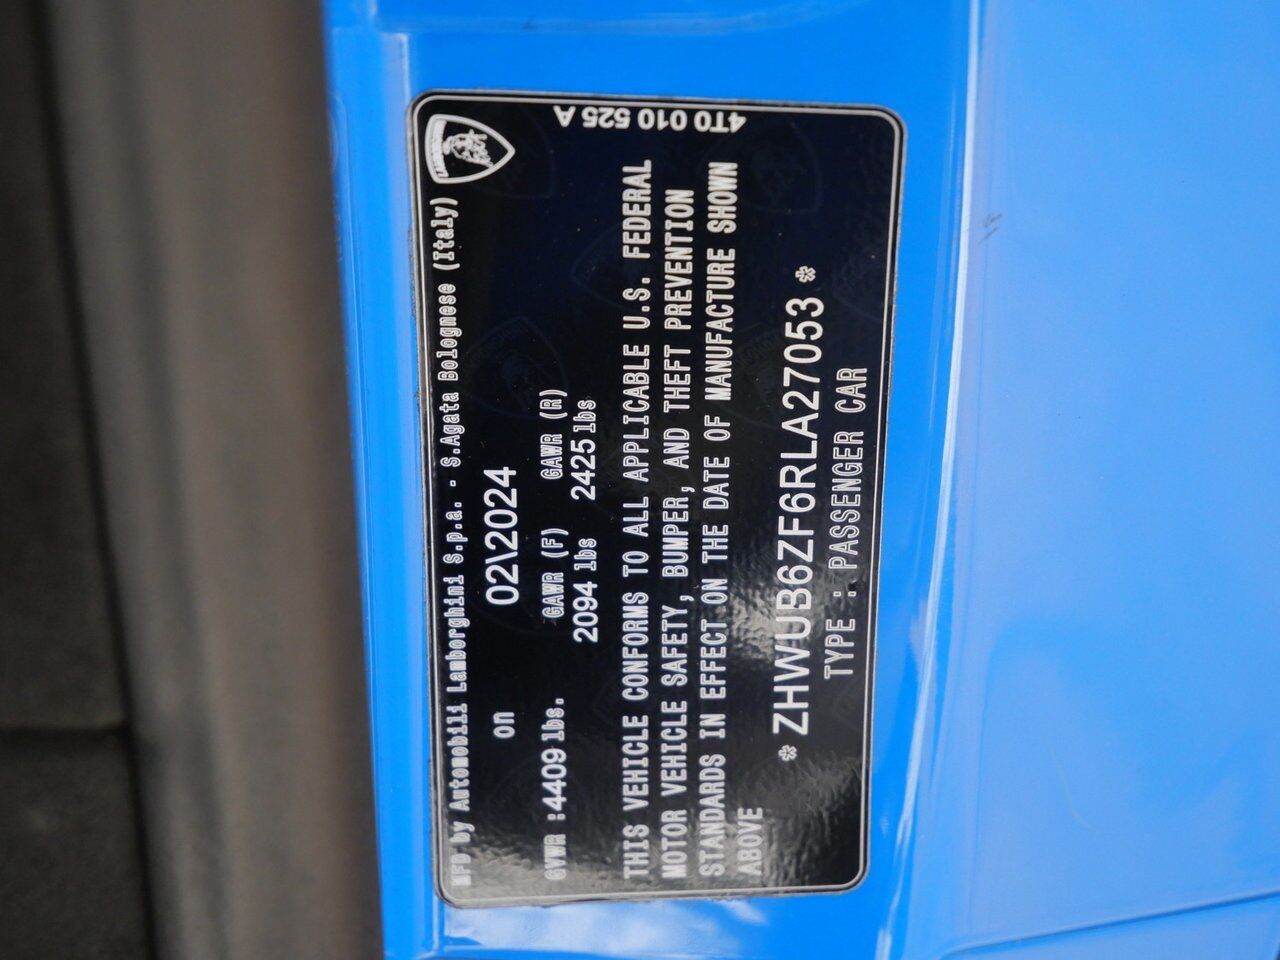 MFD by Automobili Lamborghini S.p.a. - S.Agata Bolognese (Italy)
on 02\2024
GVWR :4409 lbs. GAWR (F) GAWR (R)
2094 lbs 2425 lbs
THIS VEHICLE CONFORMS TO ALL APPLICABLE U.S. FEDERAL
MOTOR VEHICLE SAFETY, BUMPER, AND THEFT PREVENTION
STANDARDS IN EFFECT ON THE DATE OF MANUFACTURE SHOWN
ABOVE
* ZHWUB6ZF6RLA27053 *
TYPE : PASSENGER CAR
4T0 010 525 A